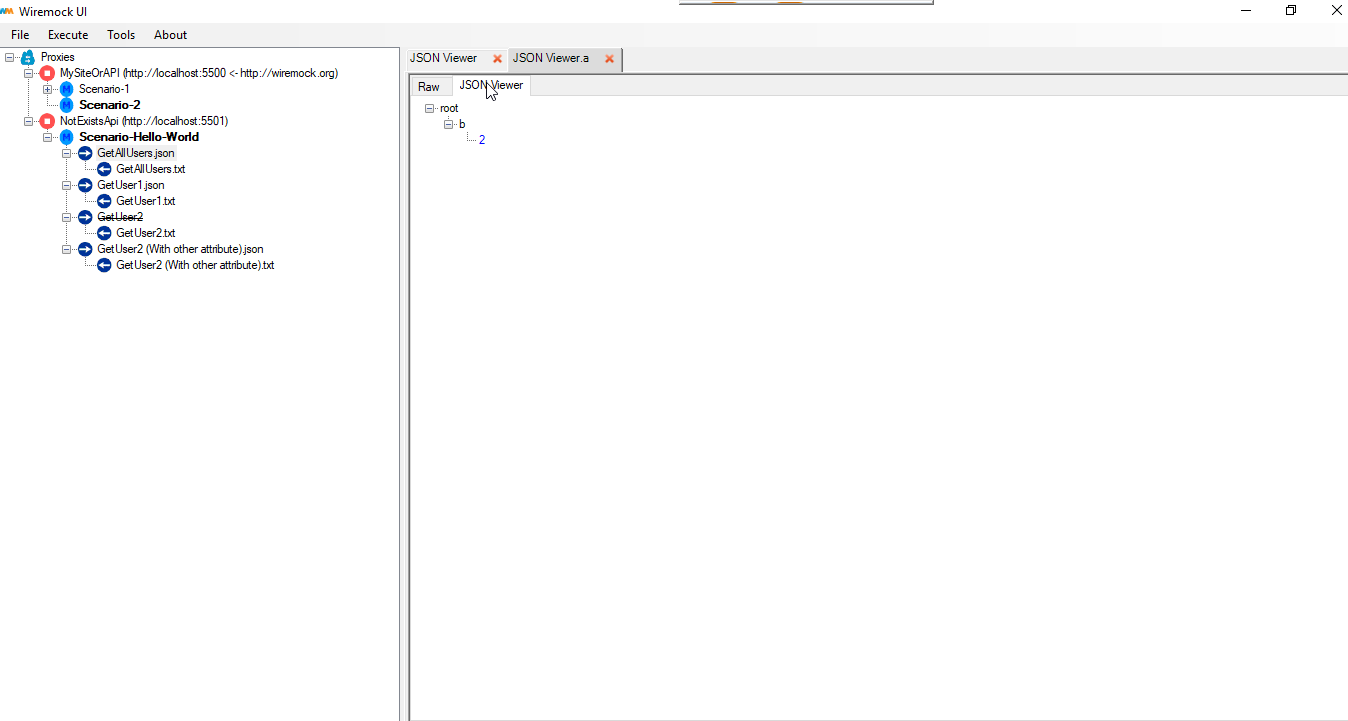 Wiremock UI
File Execute Tools About
Proxies
MySiteOrAPI (http://localhost:5500 <- http://wiremock.org)
Scenario-1
Scenario-2
NotExistsApi (http://localhost:5501)
Scenario-Hello-World
GetAllUsers.json
GetAllUsers.txt
GetUser1.json
GetUser1.txt
GetUser2
GetUser2.txt
GetUser2 (With other attribute).json
GetUser2 (With other attribute).txt
JSON Viewer JSON Viewer.a
Raw JSON Viewer
root
b
2